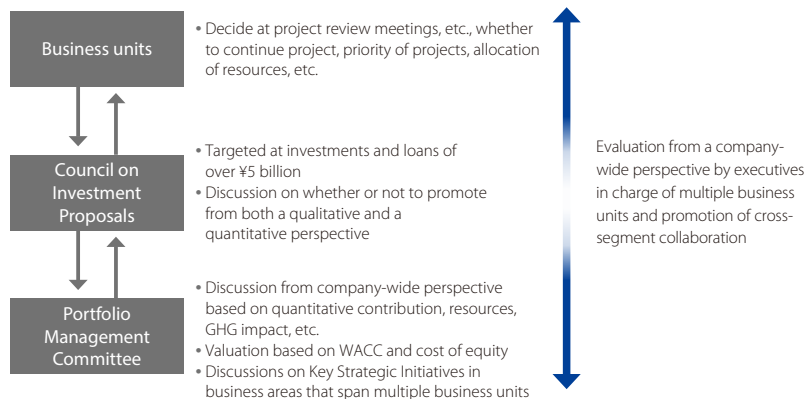 Business units
• Decide at project review meetings, etc., whether
to continue project, priority of projects, allocation
of resources, etc.
Council on
Investment
Proposals
• Targeted at investments and loans of
over ¥5 billion
• Discussion on whether or not to promote
from both a qualitative and a
quantitative perspective
Portfolio
Management
Committee
• Discussion from company-wide perspective
based on quantitative contribution, resources,
GHG impact, etc.
• Valuation based on WACC and cost of equity
• Discussions on Key Strategic Initiatives in
business areas that span multiple business units
Evaluation from a company-
wide perspective by executives
in charge of multiple business
units and promotion of cross-
segment collaboration